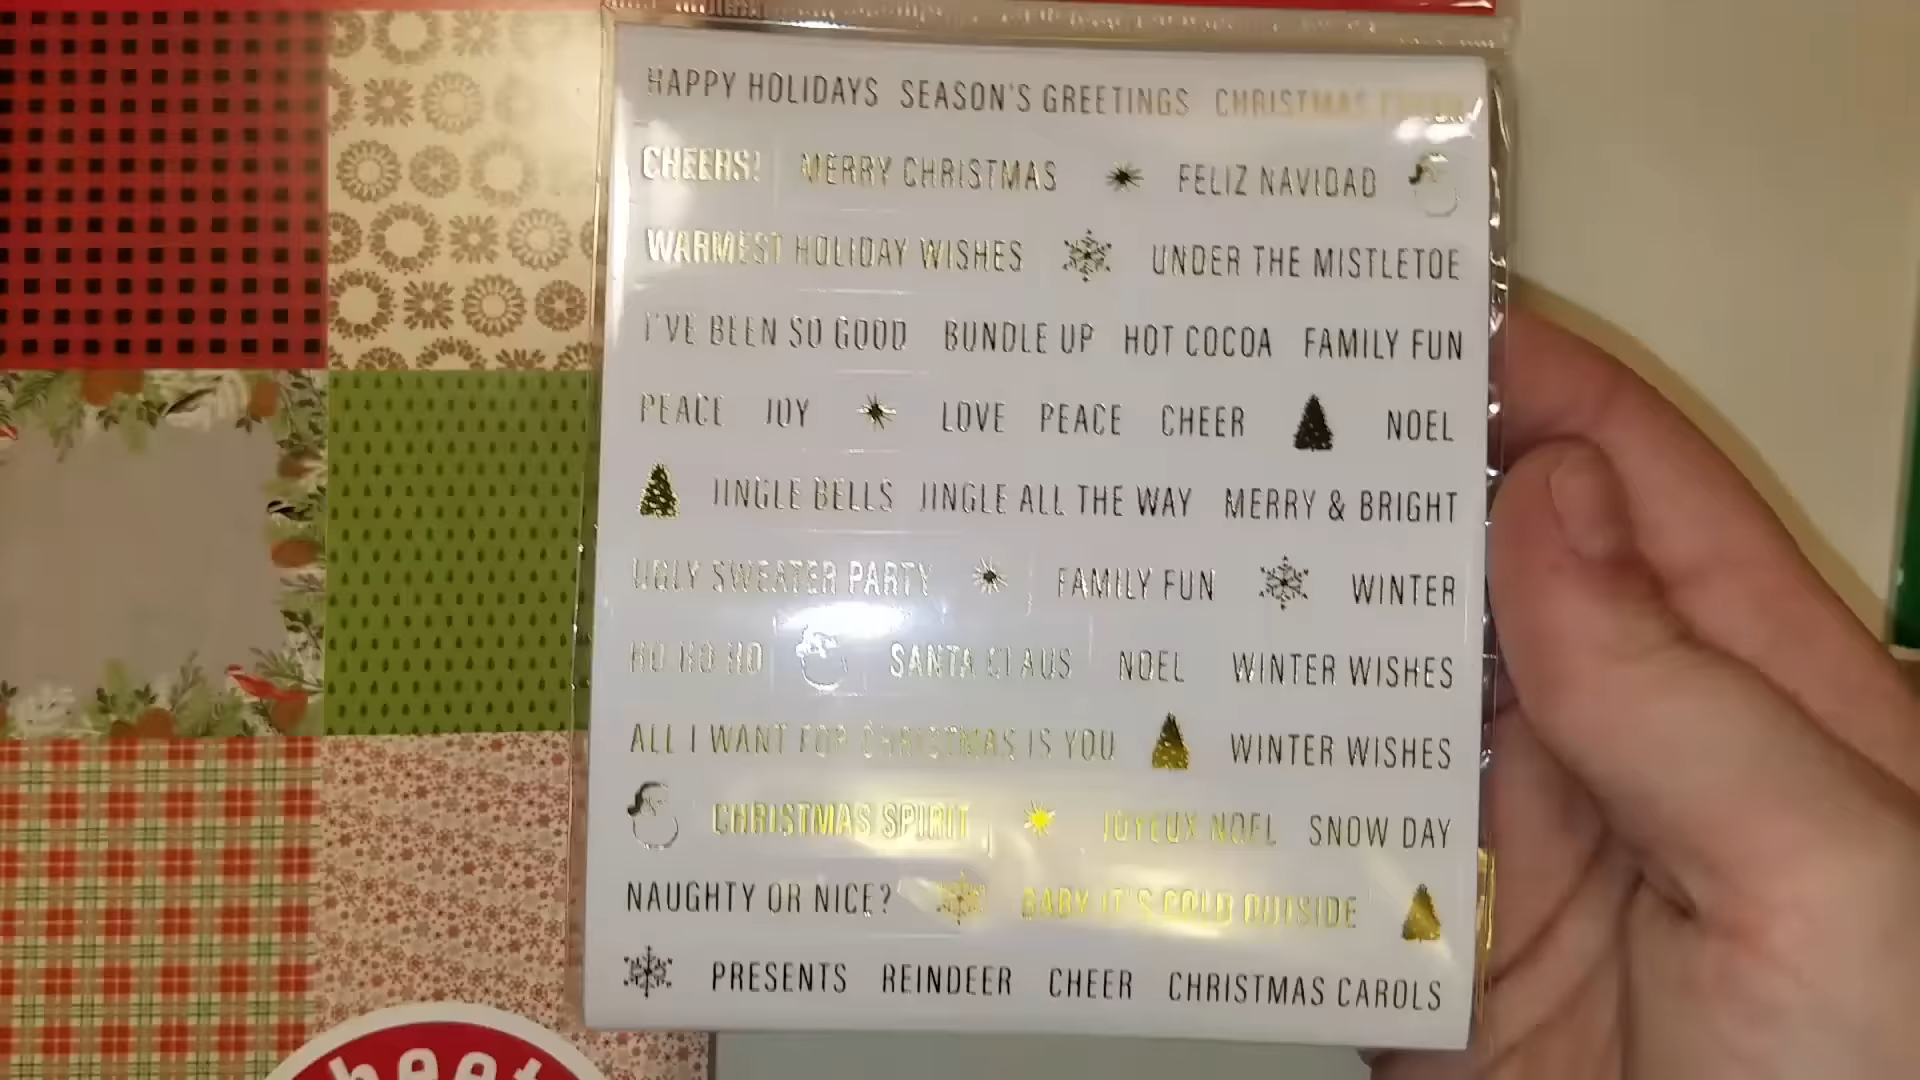 HAPPY HOLIDAYS SEASON'S GREETINGS CHRISTMAS
CHEERS! MERRY CHRISTMAS FELIZ NAVIDAD
WARMEST HOLIDAY WISHES UNDER THE MISTLETOE
I'VE BEEN SO GOOD BUNDLE UP HOT COCOA FAMILY FUN
PEACE JOY LOVE PEACE CHEER NOEL
JINGLE BELLS JINGLE ALL THE WAY MERRY & BRIGHT
UGLY SWEATER PARTY FAMILY FUN WINTER
HO HO HO SANTA CLAUS NOEL WINTER WISHES
ALL I WANT FOR CHRISTMAS IS YOU WINTER WISHES
CHRISTMAS SPIRIT JOYEUX NOEL SNOW DAY
NAUGHTY OR NICE? BABY IT'S COLD OUTSIDE
PRESENTS REINDEER CHEER CHRISTMAS CAROLS